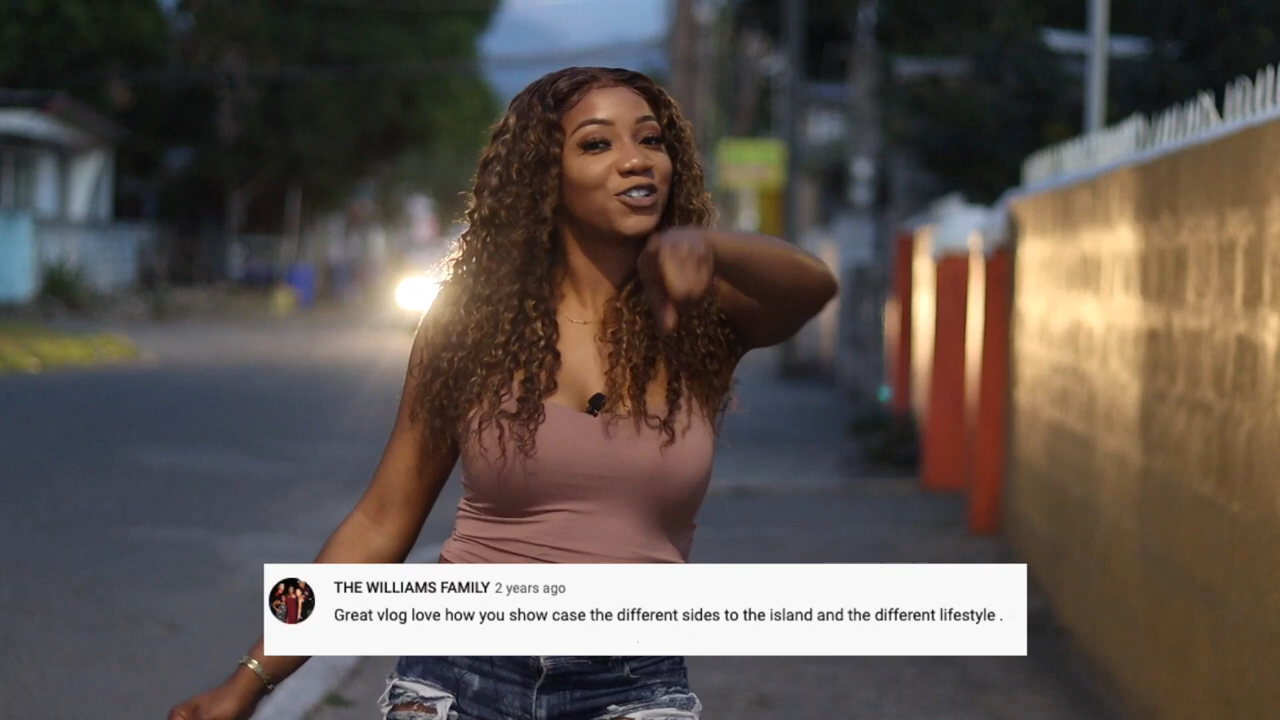 THE WILLIAMS FAMILY 2 years ago
Great vlog love how you show case the different sides to the island and the different lifestyle .